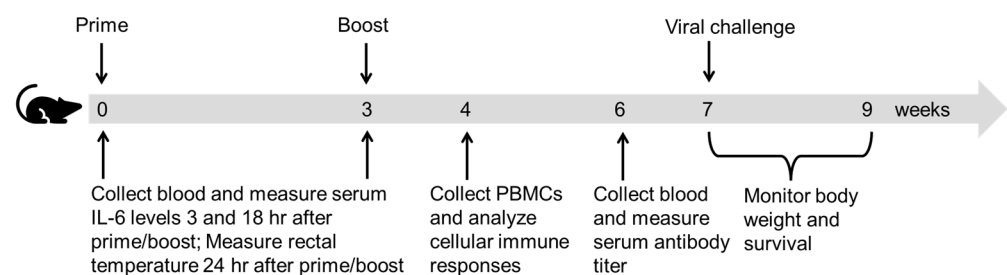 Prime
Boost
Viral challenge
0
3
4
6
7
9
weeks
Collect blood and measure serum
IL-6 levels 3 and 18 hr after
prime/boost; Measure rectal
temperature 24 hr after prime/boost
Collect PBMCs
and analyze
cellular immune
responses
Collect blood
and measure
serum antibody
titer
Monitor body
weight and
survival